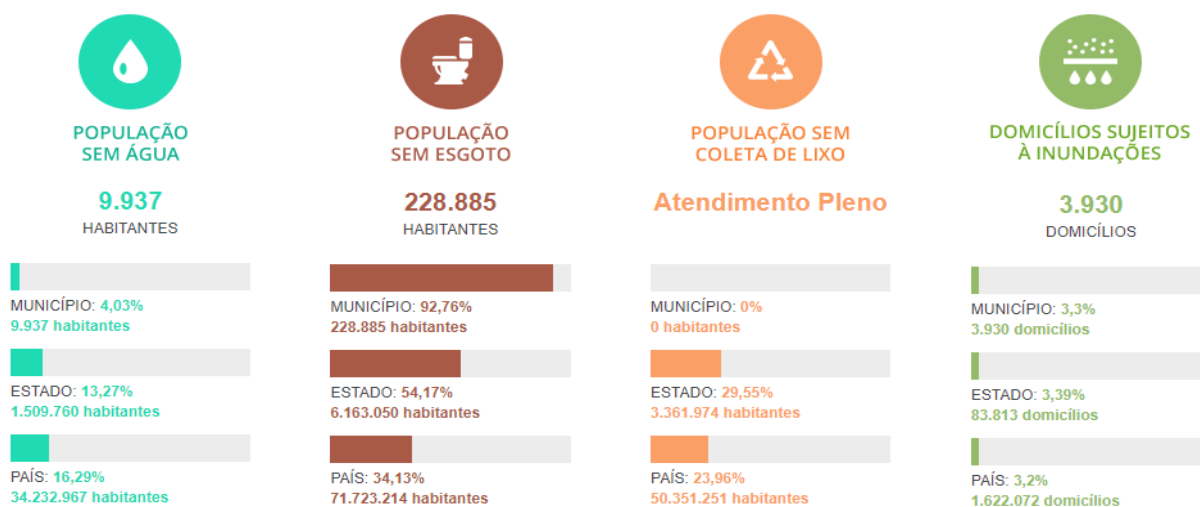 POPULAÇÃO
SEM ÁGUA
9.937
HABITANTES
MUNICÍPIO: 4,03%
9.937 habitantes
ESTADO: 13,27%
1.509.760 habitantes
PAÍS: 16,29%
34.232.967 habitantes
POPULAÇÃO
SEM ESGOTO
228.885
HABITANTES
MUNICÍPIO: 92,76%
228.885 habitantes
ESTADO: 54,17%
6.163.050 habitantes
PAÍS: 34,13%
71.723.214 habitantes
POPULAÇÃO SEM
COLETA DE LIXO
Atendimento Pleno
MUNICÍPIO: 0%
0 habitantes
ESTADO: 29,55%
3.361.974 habitantes
PAÍS: 23,96%
50.351.251 habitantes
DOMICÍLIOS SUJEITOS
À INUNDAÇÕES
3.930
DOMICÍLIOS
MUNICÍPIO: 3,3%
3.930 domicílios
ESTADO: 3,39%
83.813 domicílios
PAÍS: 3,2%
1.622.072 domicílios